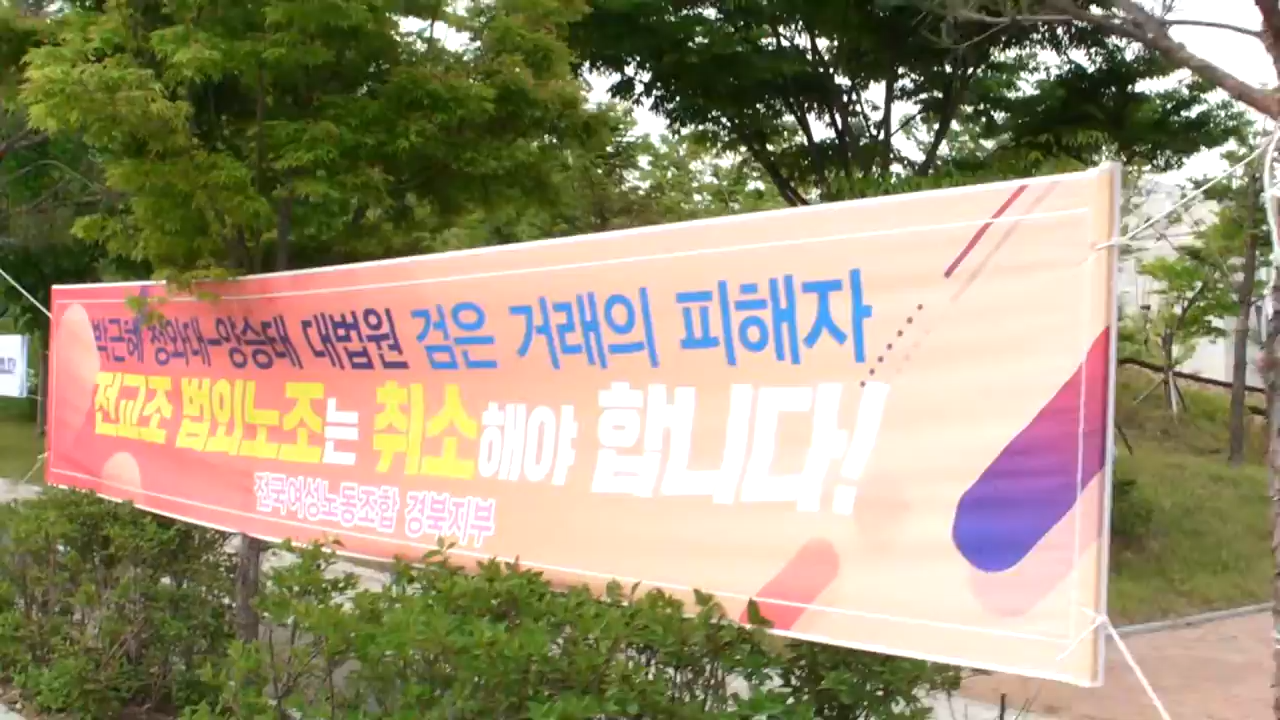 박근혜 청와대-양승태 대법원 검은 거래의 피해자
전교조 법외노조는 취소해야 합니다!
전국여성노동조합 경북지부